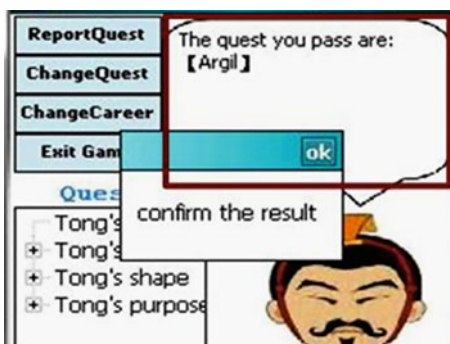 ReportQuest
ChangeQuest
ChangeCareer
Exit Gam
The quest you pass are:
【Argil】
ok
confirm the result
Ques
Tong's
Tong's
Tong's shape
Tong's purpose